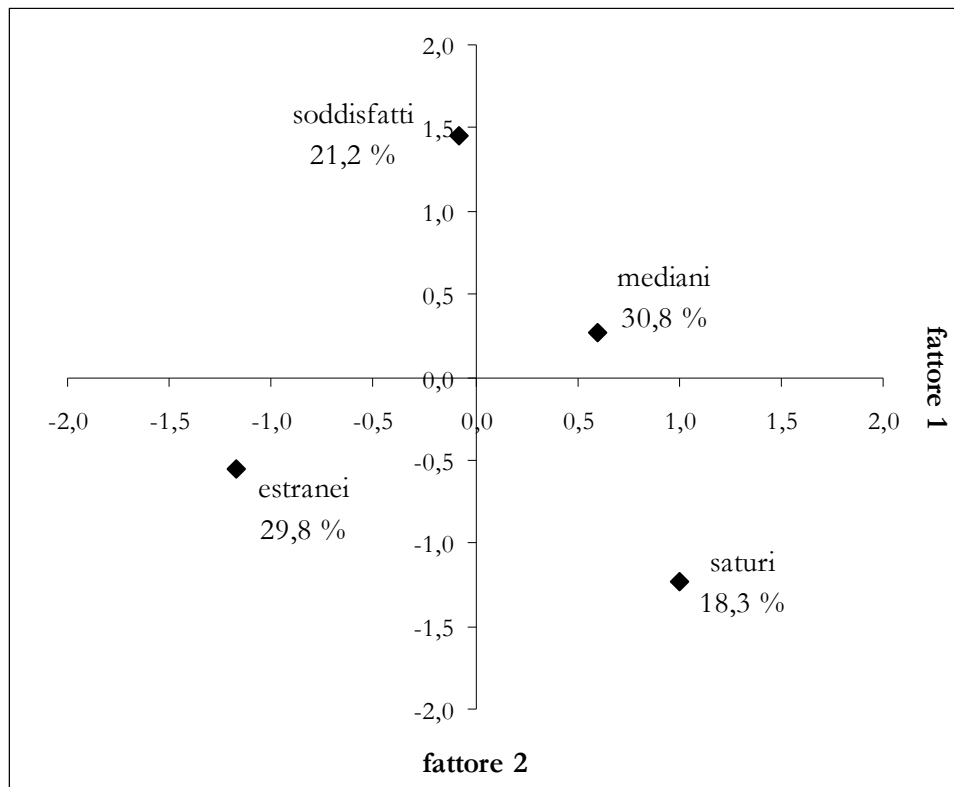 2,0
soddisfatti
1,5
21,2 %
1,0
mediani
0,5
30,8 %
fattore 1
0,0
-2,0 -1,5 -1,0 -0,5 0,0 0,5 1,0 1,5 2,0
-0,5
estranei
29,8 %
-1,0
saturi
18,3 %
-1,5
-2,0
fattore 2